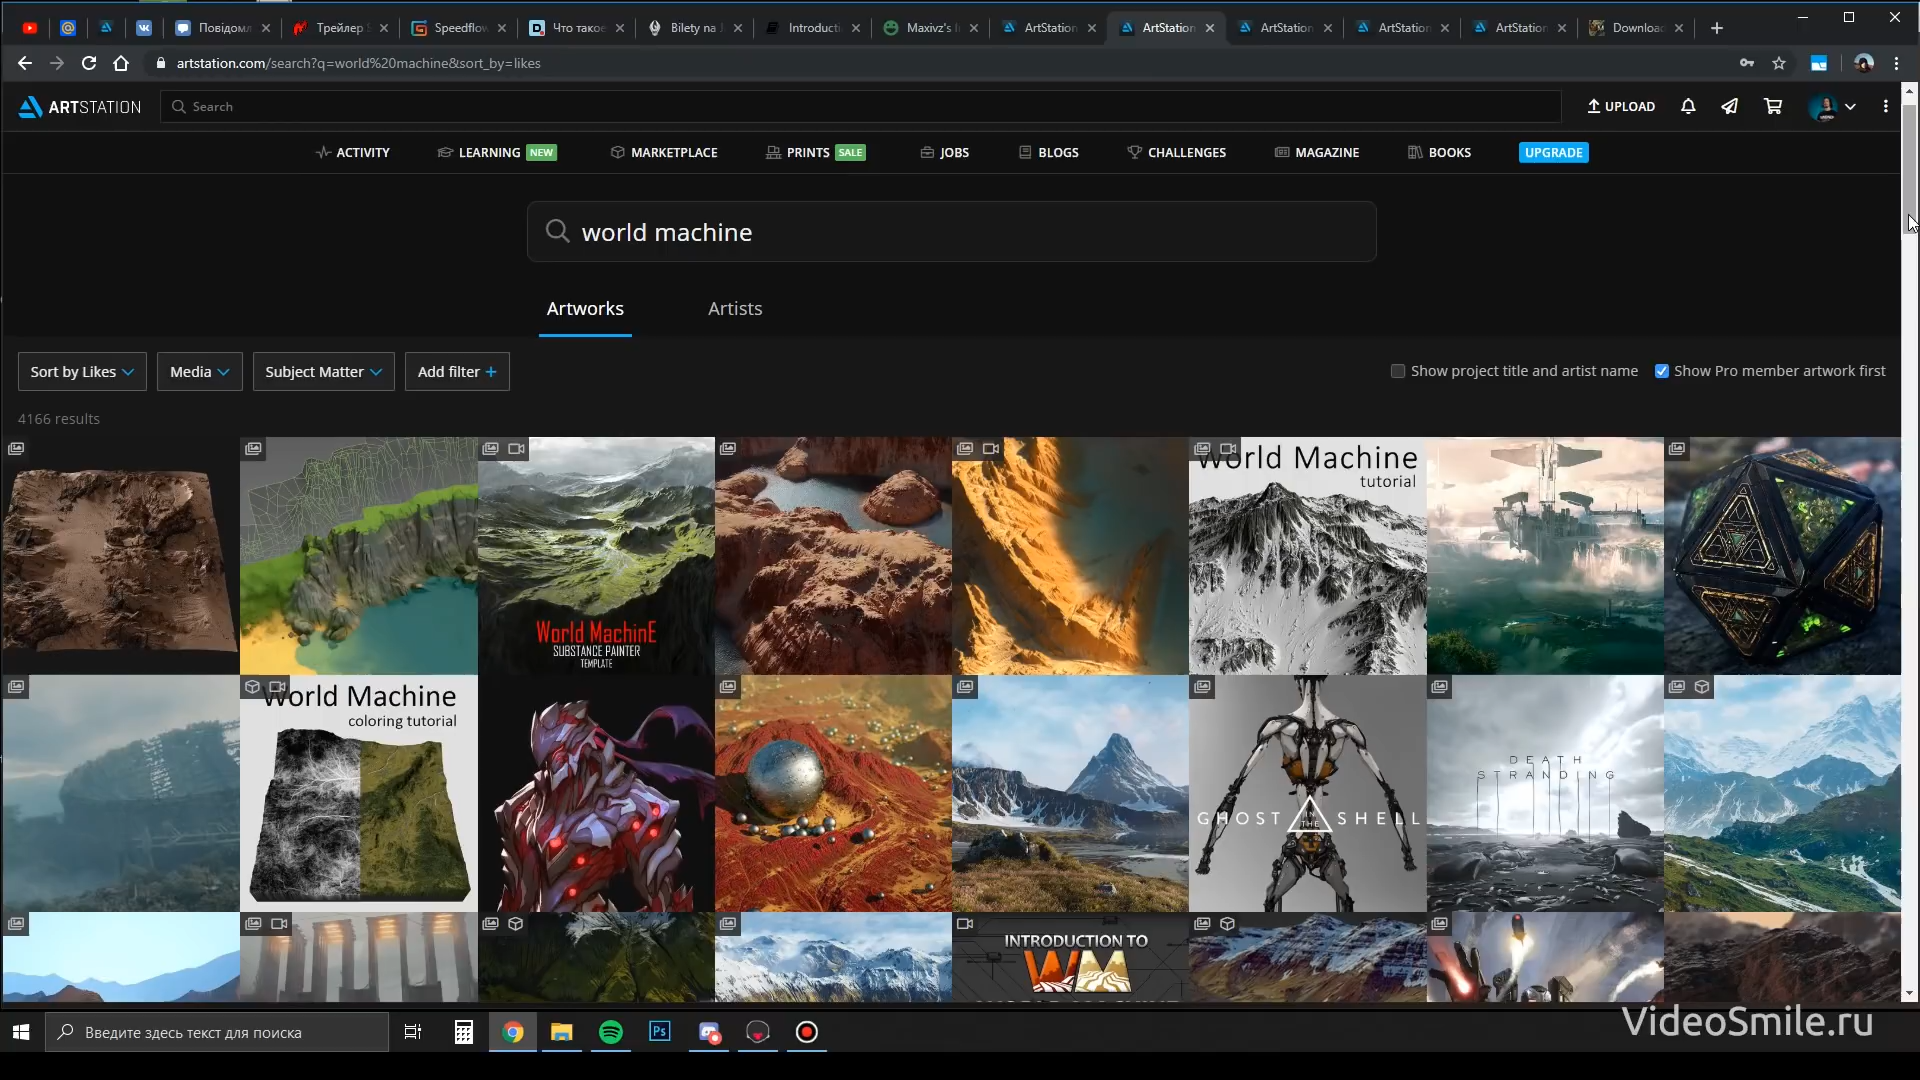 Повідомл
Трейлер
Speedflow
Что такое
Bilety na
Introducti
Maxivz's I
ArtStation
ArtStation
ArtStation
ArtStation
ArtStation
Download
artstation.com/search?q=world%20machine&sort_by=likes
ARTSTATION
Search
UPLOAD
ACTIVITY
LEARNING NEW
MARKETPLACE
PRINTS SALE
JOBS
BLOGS
CHALLENGES
MAGAZINE
BOOKS
UPGRADE
world machine
Artworks
Artists
Sort by Likes
Media
Subject Matter
Add filter +
Show project title and artist name
Show Pro member artwork first
4166 results
World MachinE
SUBSTANCE PAINTER
TEMPLATE
World Machine
tutorial
World Machine
coloring tutorial
GHOST IN THE SHELL
DEATH
STRANDING
INTRODUCTION TO
WM
Введите здесь текст для поиска
Ps
VideoSmile.ru